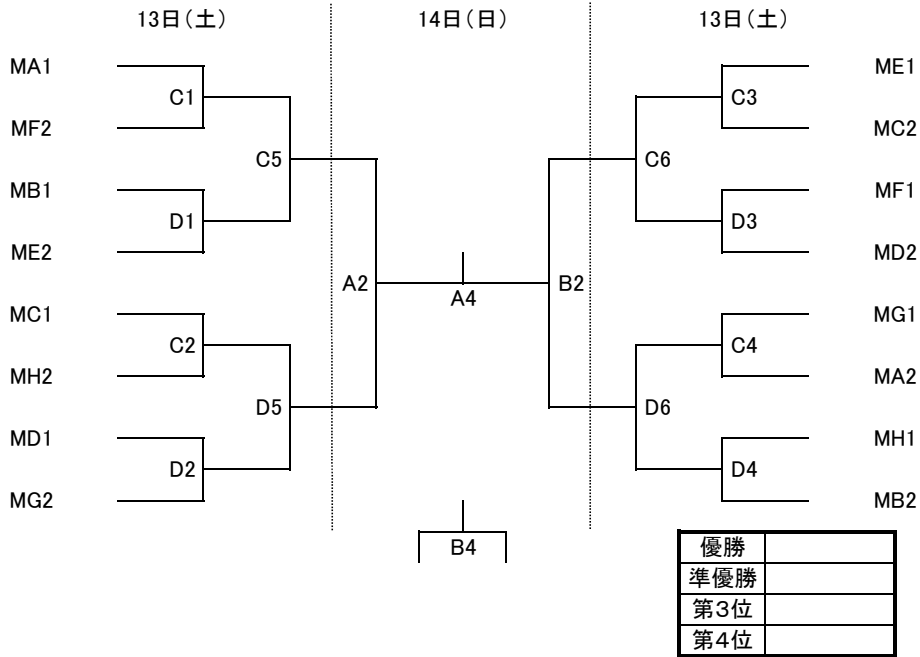 13日(土) 14日(日) 13日(土)
MA1 ME1
C1 C3
MF2 MC2
C5 C6
MB1 MF1
D1 D3
ME2 MD2
A2 A4 B2
MC1 MG1
C2 C4
MH2 MA2
D5 D6
MD1 MH1
D2 D4
MG2 MB2
B4
優勝
準優勝
第3位
第4位